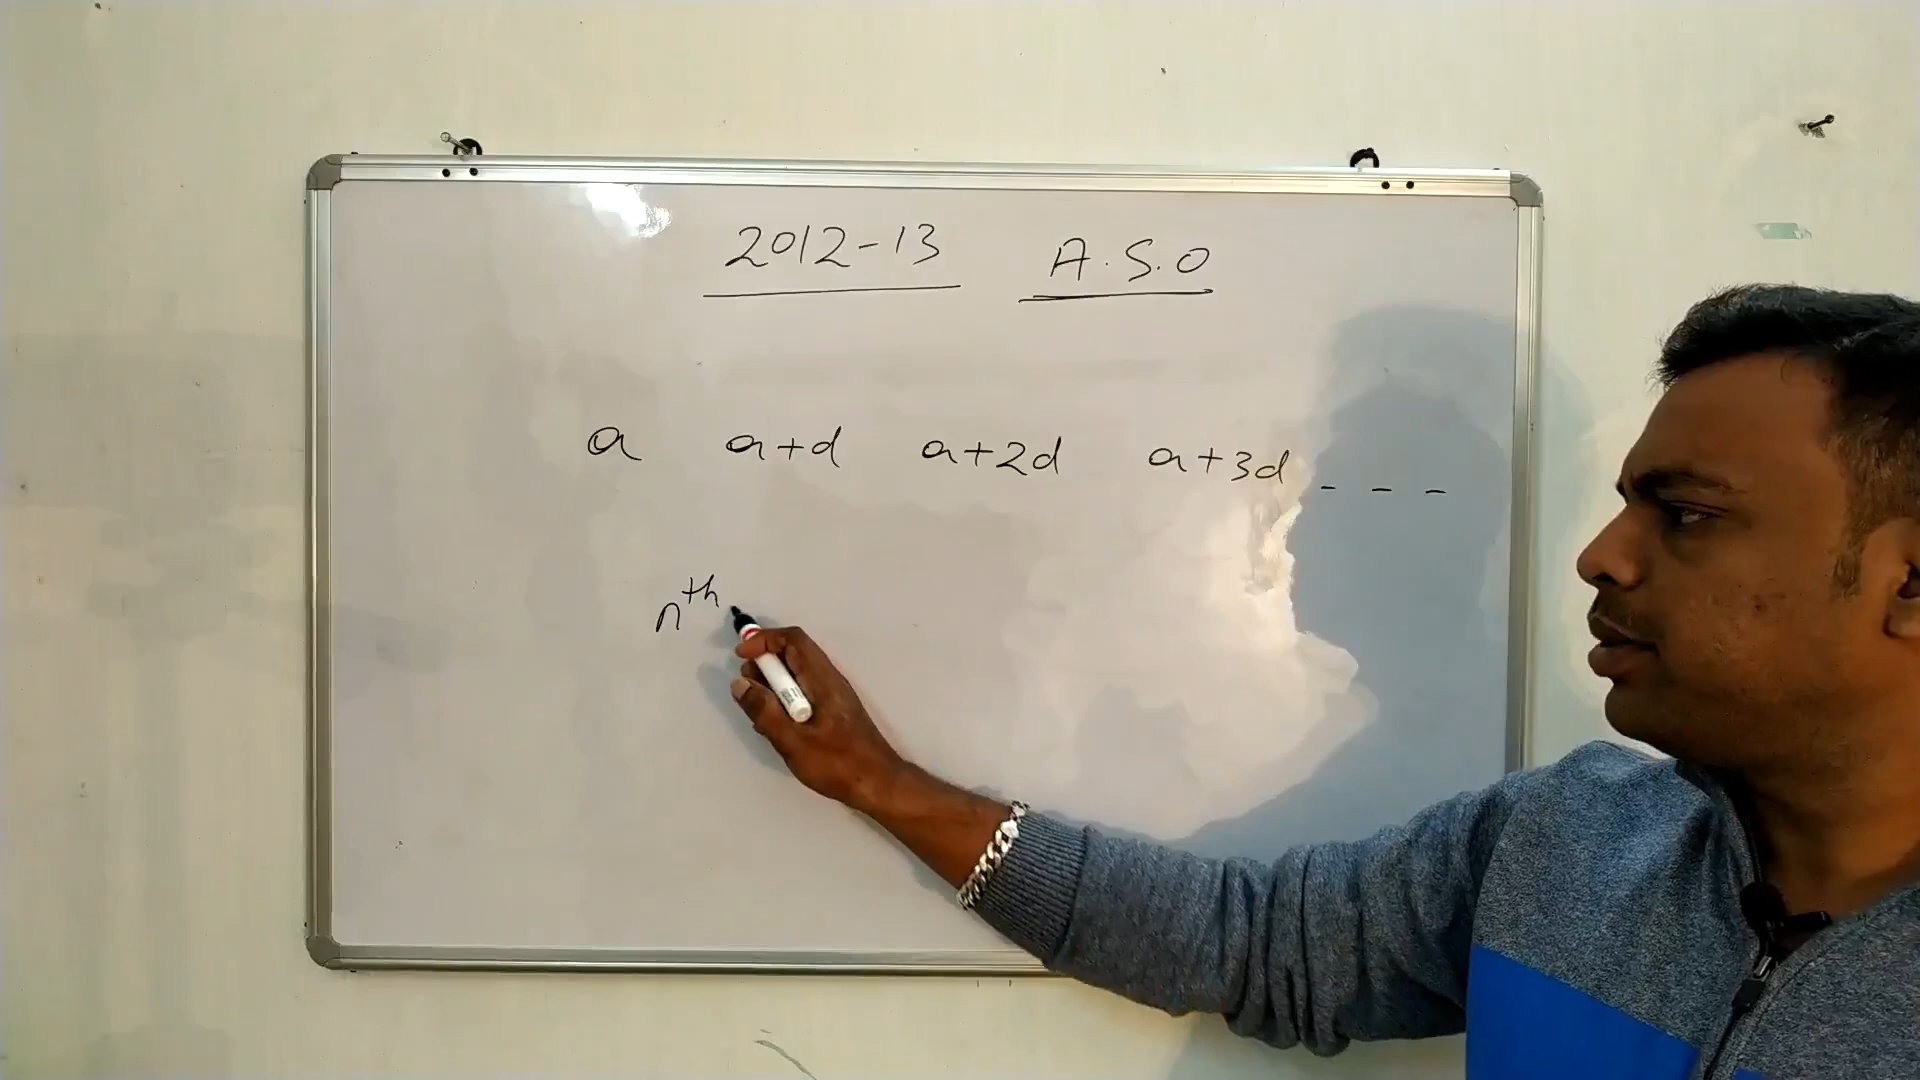 2012-13 A.S.O
a a+d a+2d a+3d _ _ _
nth